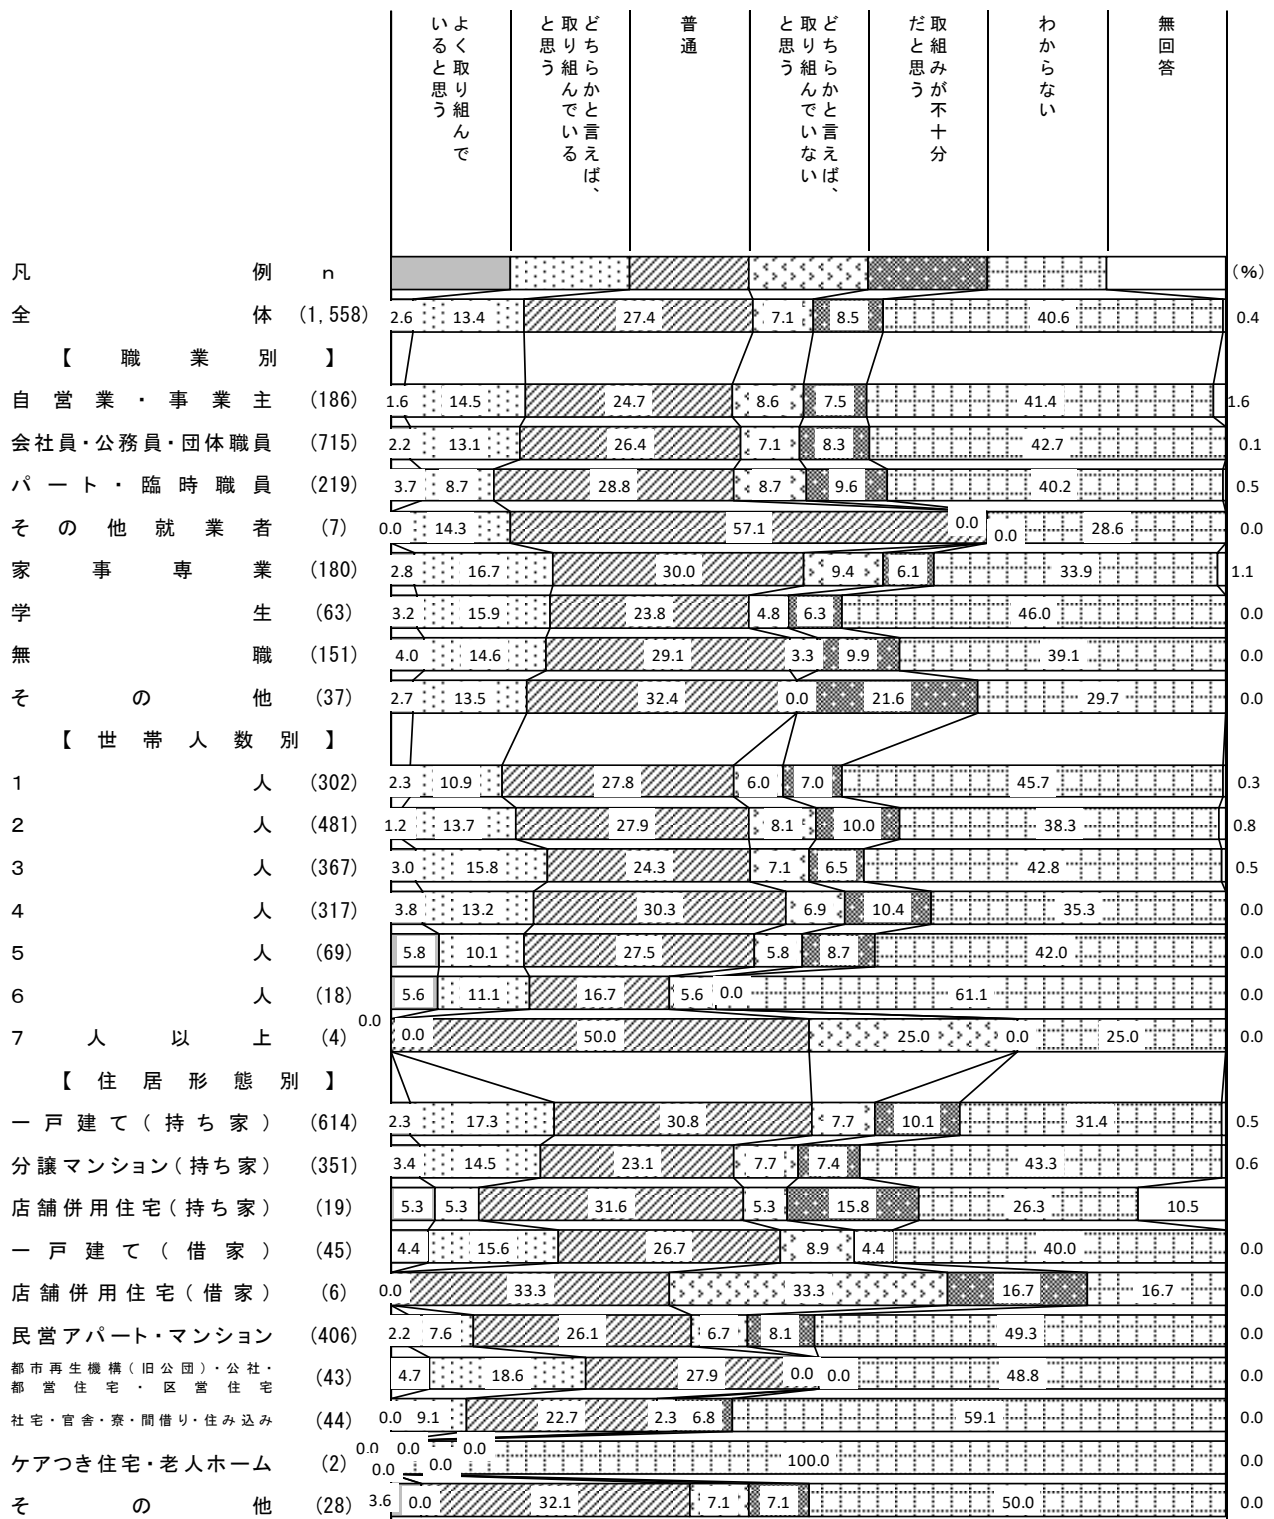 よく取り組んで
いると思う
どちらかと言えば、
取り組んでいる
と思う
普通
どちらかと言えば、
取り組んでいない
と思う
取組みが不十分
だと思う
わからない
無回答
凡例 n (%)
全体 (1,558) 2.6 13.4 27.4 7.1 8.5 40.6 0.4
【職業別】
自営業・事業主 (186) 1.6 14.5 24.7 8.6 7.5 41.4 1.6
会社員・公務員・団体職員 (715) 2.2 13.1 26.4 7.1 8.3 42.7 0.1
パート・臨時職員 (219) 3.7 8.7 28.8 8.7 9.6 40.2 0.5
その他就業者 (7) 0.0 14.3 57.1 0.0 0.0 28.6 0.0
家事専業 (180) 2.8 16.7 30.0 9.4 6.1 33.9 1.1
学生 (63) 3.2 15.9 23.8 4.8 6.3 46.0 0.0
無職 (151) 4.0 14.6 29.1 3.3 9.9 39.1 0.0
その他 (37) 2.7 13.5 32.4 0.0 21.6 29.7 0.0
【世帯人数別】
1人 (302) 2.3 10.9 27.8 6.0 7.0 45.7 0.3
2人 (481) 1.2 13.7 27.9 8.1 10.0 38.3 0.8
3人 (367) 3.0 15.8 24.3 7.1 6.5 42.8 0.5
4人 (317) 3.8 13.2 30.3 6.9 10.4 35.3 0.0
5人 (69) 5.8 10.1 27.5 5.8 8.7 42.0 0.0
6人 (18) 5.6 11.1 16.7 5.6 0.0 61.1 0.0
7人以上 (4) 0.0 0.0 50.0 25.0 0.0 25.0 0.0
【住居形態別】
一戸建て(持ち家) (614) 2.3 17.3 30.8 7.7 10.1 31.4 0.5
分譲マンション(持ち家) (351) 3.4 14.5 23.1 7.7 7.4 43.3 0.6
店舗併用住宅(持ち家) (19) 5.3 5.3 31.6 5.3 15.8 26.3 10.5
一戸建て(借家) (45) 4.4 15.6 26.7 8.9 4.4 40.0 0.0
店舗併用住宅(借家) (6) 0.0 33.3 33.3 16.7 16.7 0.0
民営アパート・マンション (406) 2.2 7.6 26.1 6.7 8.1 49.3 0.0
都市再生機構(旧公団)・公社・
都営住宅・区営住宅 (43) 4.7 18.6 27.9 0.0 0.0 48.8 0.0
社宅・官舎・寮・間借り・住み込み (44) 0.0 9.1 22.7 2.3 6.8 59.1 0.0
ケアつき住宅・老人ホーム (2) 0.0 0.0 0.0 0.0 0.0 100.0 0.0
その他 (28) 3.6 0.0 32.1 7.1 7.1 50.0 0.0